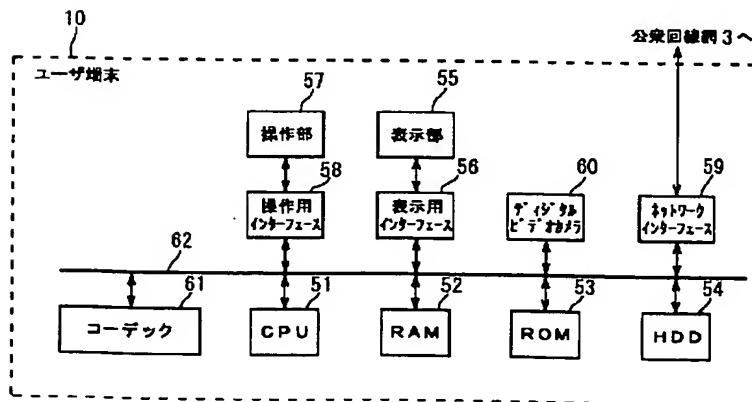 10
公衆回線網3へ
ユーザ端末
57
55
操作部
表示部
58
56
60
59
操作用
インターフェース
表示用
インターフェース
ディジタル
ビデオカメラ
ネットワーク
インターフェース
62
61
51
52
53
54
コーデック
CPU
RAM
ROM
HDD